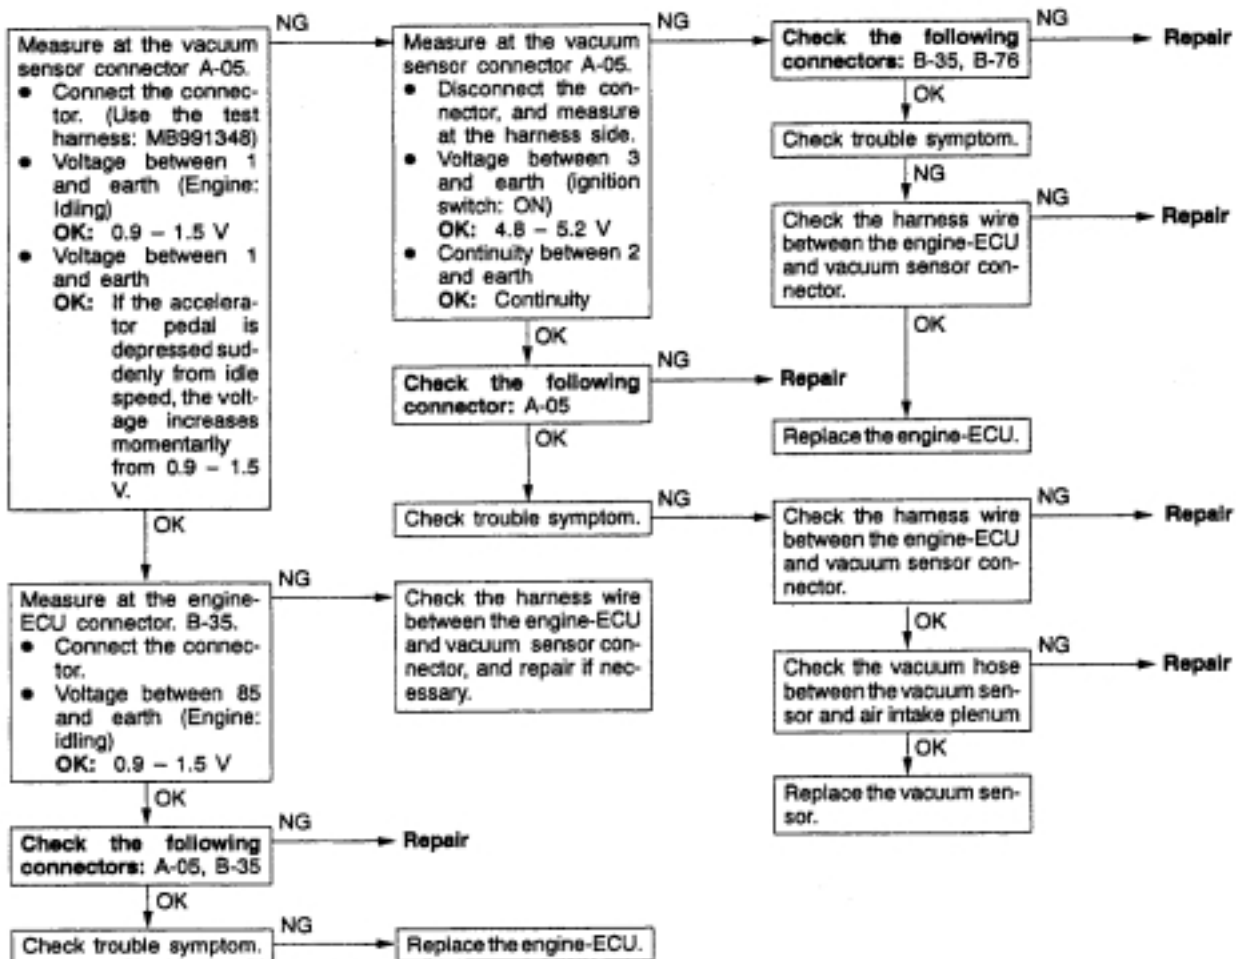 Measure at the vacuum
sensor connector A-05.
● Connect the connec-
tor. (Use the test
harness: MB991348)
● Voltage between 1
and earth (Engine:
Idling)
OK: 0.9 – 1.5 V
● Voltage between 1
and earth
OK: If the accelera-
tor pedal is
depressed sud-
denly from idle
speed, the volt-
age increases
momentarily
from 0.9 – 1.5
V.
NG
OK
Measure at the engine-
ECU connector. B-35.
● Connect the connec-
tor.
● Voltage between 85
and earth (Engine:
idling)
OK: 0.9 – 1.5 V
NG
OK
Check the following
connectors: A-05, B-35
NG
Repair
OK
Check trouble symptom.
NG
Replace the engine-ECU.
Measure at the vacuum
sensor connector A-05.
● Disconnect the con-
nector, and measure
at the harness side.
● Voltage between 3
and earth (ignition
switch: ON)
OK: 4.8 – 5.2 V
● Continuity between 2
and earth
OK: Continuity
NG
OK
Check the following
connector: A-05
NG
Repair
OK
Check trouble symptom.
NG
Check the harness wire
between the engine-ECU
and vacuum sensor con-
nector, and repair if nec-
essary.
Check the following
connectors: B-35, B-76
NG
Repair
OK
Check trouble symptom.
NG
Check the harness wire
between the engine-ECU
and vacuum sensor con-
nector.
NG
Repair
OK
Replace the engine-ECU.
Check the harness wire
between the engine-ECU
and vacuum sensor con-
nector.
NG
Repair
OK
Check the vacuum hose
between the vacuum sen-
sor and air intake plenum
NG
Repair
OK
Replace the vacuum sen-
sor.